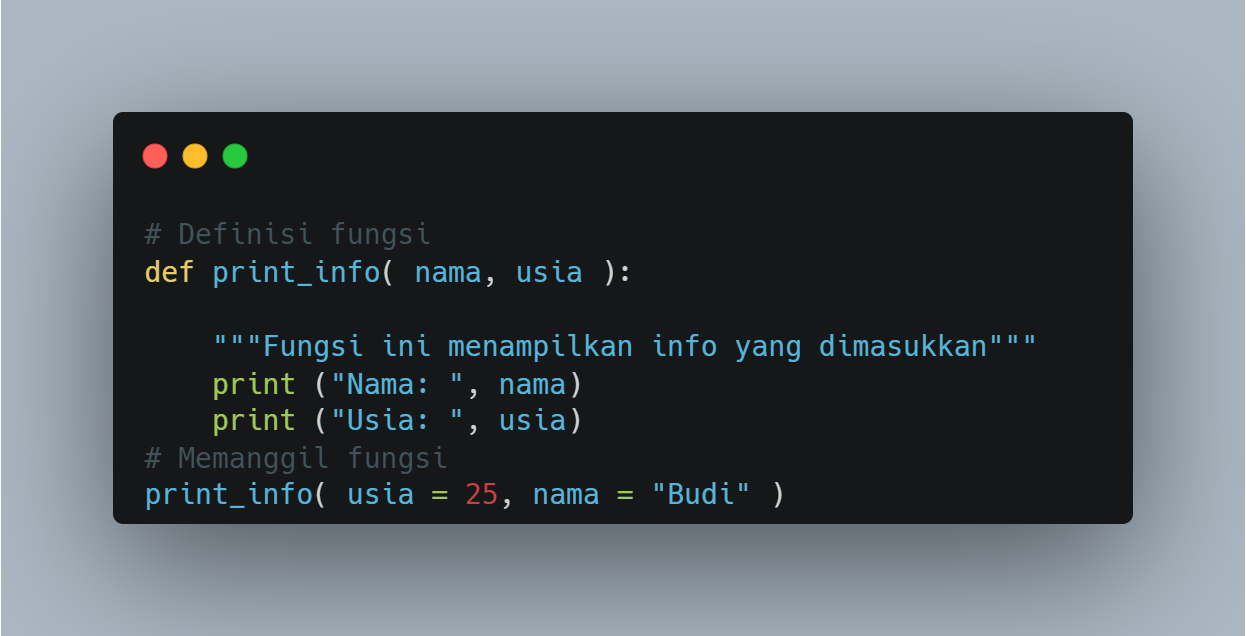 # Definisi fungsi
def print_info( nama, usia ):
    """Fungsi ini menampilkan info yang dimasukkan"""
    print ("Nama: ", nama)
    print ("Usia: ", usia)
# Memanggil fungsi
print_info( usia = 25, nama = "Budi" )